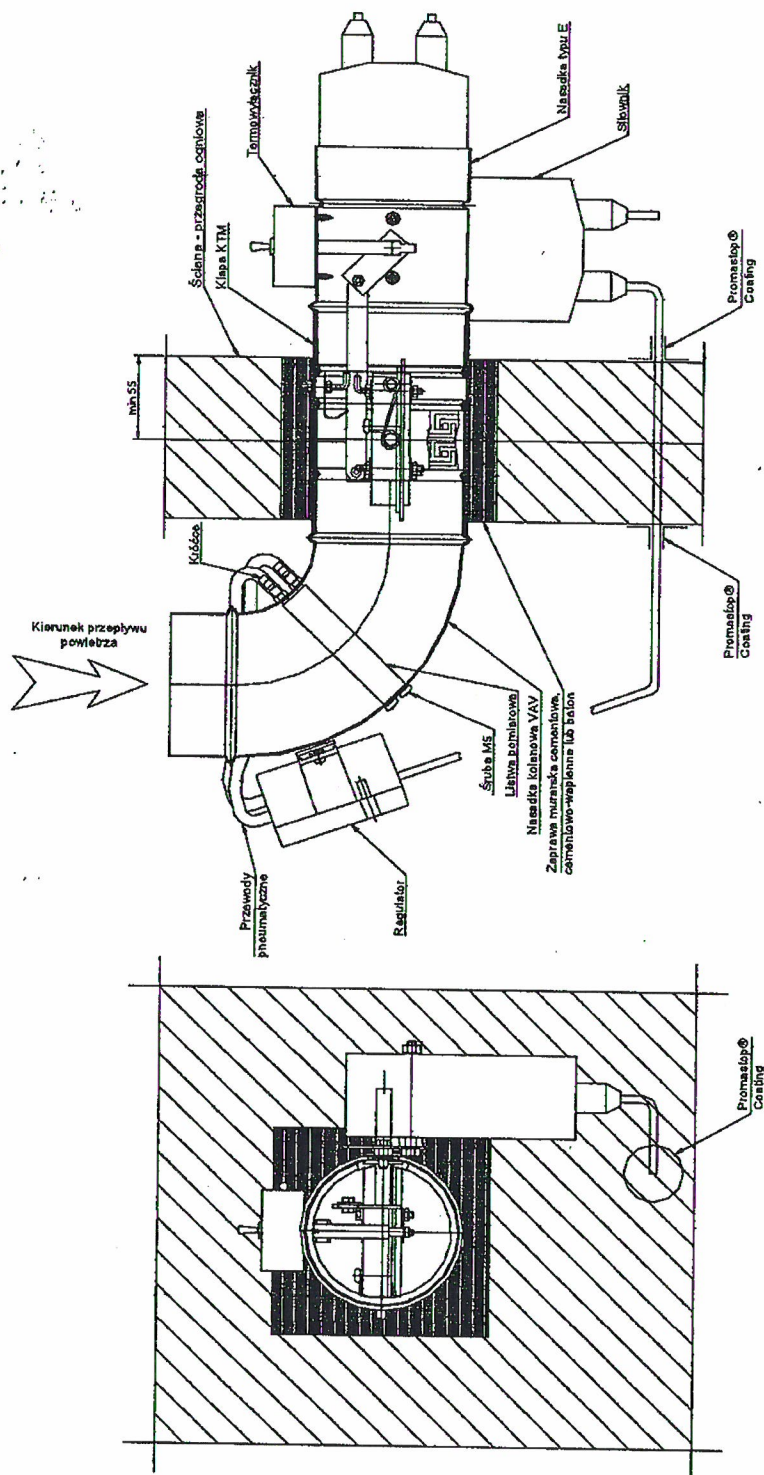 Kierunek przepływu
powietrza
Króćce
min 55
Ściana - przegroda ogniowa
Klapa KTM
Termowyłącznik
Nasadka typu E
Siłownik
Promastop®
Coating
Promastop®
Coating
Zaprawa murarska cementowa,
cementowo-wapienna lub beton
Nasadka kolanowa VAV
Listwa pomiarowa
Śruba M5
Regulator
Przewody
pneumatyczne
Promastop®
Coating